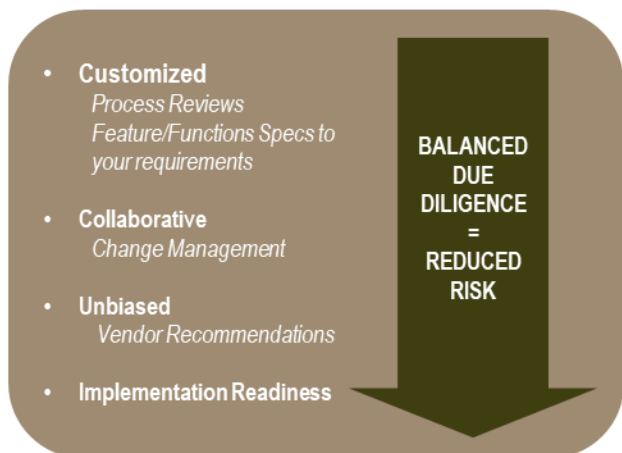 • Customized
Process Reviews
Feature/Functions Specs to
your requirements
• Collaborative
Change Management
• Unbiased
Vendor Recommendations
• Implementation Readiness
BALANCED
DUE
DILIGENCE
=
REDUCED
RISK